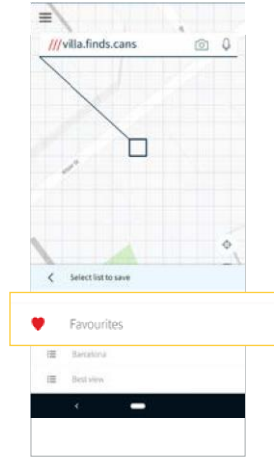 ///villa.finds.cans
Select list to save
Favourites
Barcelona
Best view